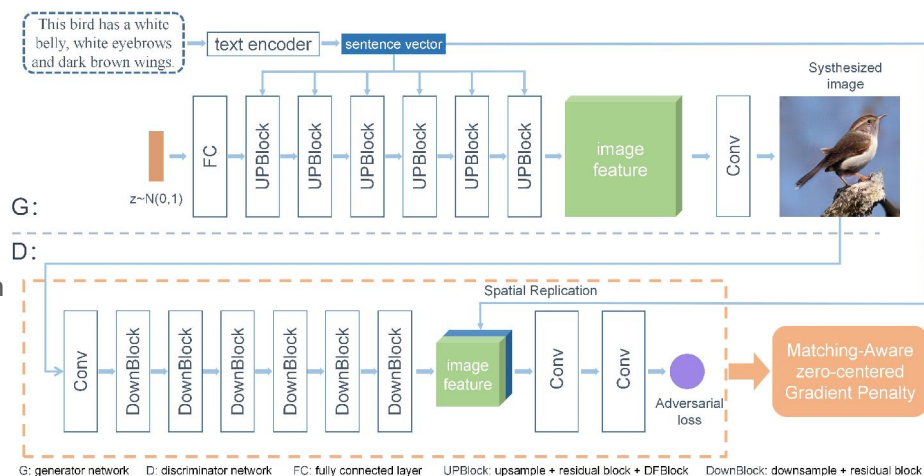 This bird has a white
belly, white eyebrows
and dark brown wings.
text encoder
sentence vector
Systhesized
image
z~N(0,1)
FC
UPBlock
UPBlock
UPBlock
UPBlock
UPBlock
UPBlock
image
feature
Conv
G:
D:
Spatial Replication
n
Conv
DownBlock
DownBlock
DownBlock
DownBlock
DownBlock
DownBlock
image
feature
Conv
Conv
Adversarial
loss
Matching-Aware
zero-centered
Gradient Penalty
G: generator network D: discriminator network FC: fully connected layer UPBlock: upsample + residual block + DFBlock DownBlock: downsample + residual block